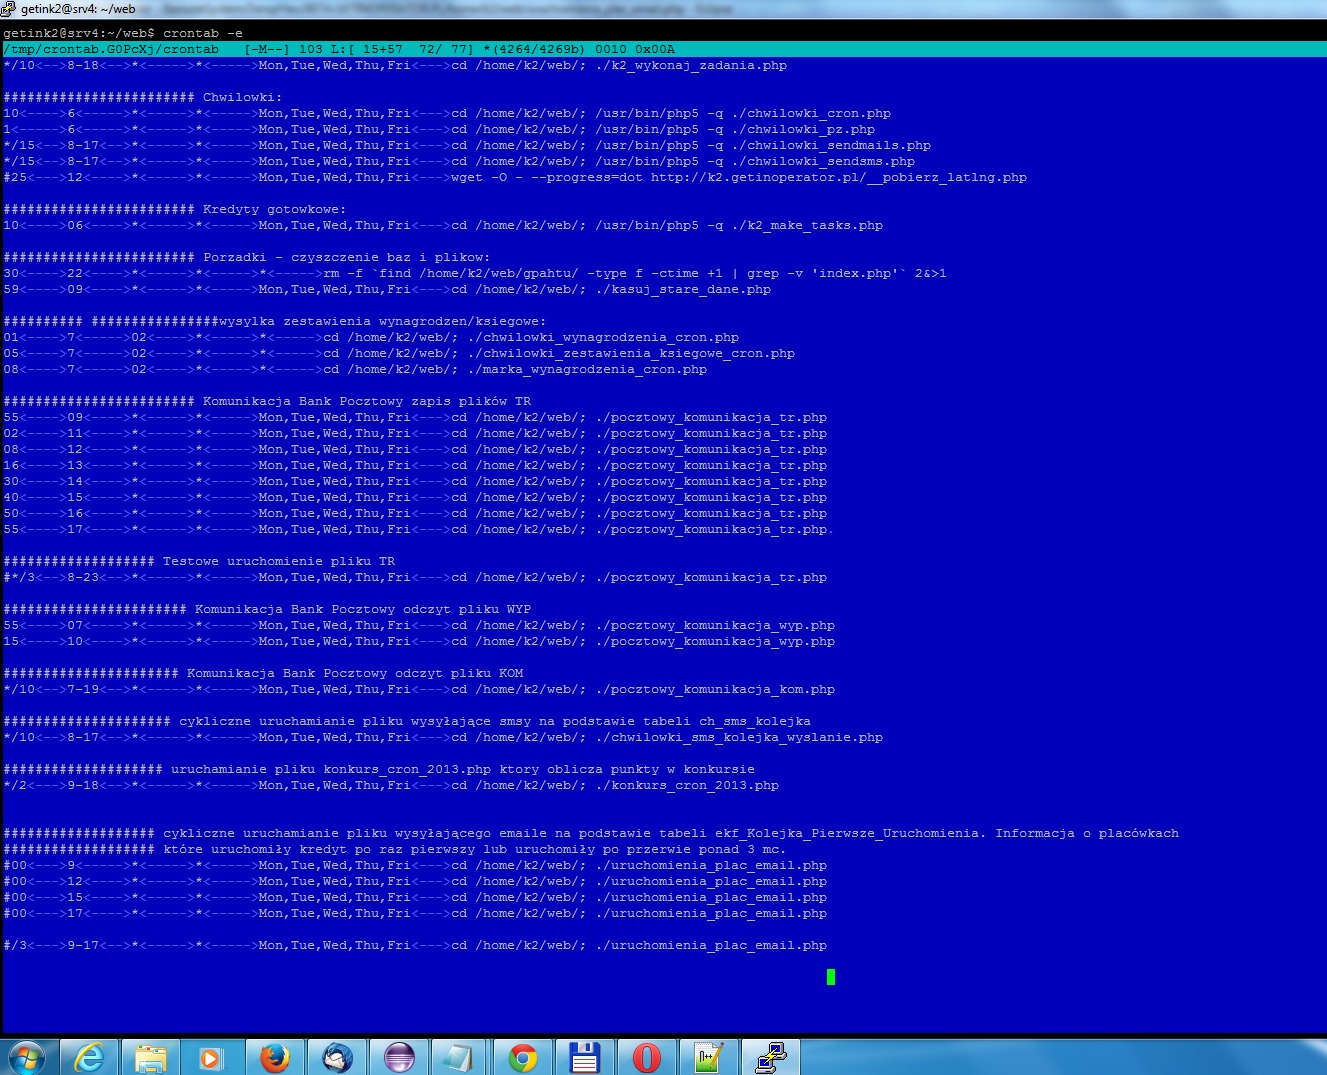 getink2@srv4: ~/web
getink2@srv4:~/web$ crontab -e
/tmp/crontab.G0PcXj/crontab   [-M--] 103 L:[ 15+57  72/ 77] *(4264/4269b) 0010 0x00A
*/10<-->8-18<-->*<----->*<----->Mon,Tue,Wed,Thu,Fri<--->cd /home/k2/web/; ./k2_wykonaj_zadania.php
######################## Chwilowki:
10<---->6<----->*<----->*<----->Mon,Tue,Wed,Thu,Fri<--->cd /home/k2/web/; /usr/bin/php5 -q ./chwilowki_cron.php
1<----->6<----->*<----->*<----->Mon,Tue,Wed,Thu,Fri<--->cd /home/k2/web/; /usr/bin/php5 -q ./chwilowki_pz.php
*/15<-->8-17<-->*<----->*<----->Mon,Tue,Wed,Thu,Fri<--->cd /home/k2/web/; /usr/bin/php5 -q ./chwilowki_sendmails.php
*/15<-->8-17<-->*<----->*<----->Mon,Tue,Wed,Thu,Fri<--->cd /home/k2/web/; /usr/bin/php5 -q ./chwilowki_sendsms.php
#25<--->12<---->*<----->*<----->Mon,Tue,Wed,Thu,Fri<--->wget -O - --progress=dot http://k2.getinoperator.pl/__pobierz_latlng.php
######################## Kredyty gotowkowe:
10<---->06<---->*<----->*<----->Mon,Tue,Wed,Thu,Fri<--->cd /home/k2/web/; /usr/bin/php5 -q ./k2_make_tasks.php
######################## Porzadki - czyszczenie baz i plikow:
30<---->22<---->*<----->*<----->*<----->rm -f `find /home/k2/web/gpahtu/ -type f -ctime +1 | grep -v 'index.php'` 2&>1
59<---->09<---->*<----->*<----->Mon,Tue,Wed,Thu,Fri<--->cd /home/k2/web/; ./kasuj_stare_dane.php
########## ################wysylka zestawienia wynagrodzen/ksiegowe:
01<---->7<----->02<---->*<----->*<----->cd /home/k2/web/; ./chwilowki_wynagrodzenia_cron.php
05<---->7<----->02<---->*<----->*<----->cd /home/k2/web/; ./chwilowki_zestawienia_ksiegowe_cron.php
08<---->7<----->02<---->*<----->*<----->cd /home/k2/web/; ./marka_wynagrodzenia_cron.php
######################## Komunikacja Bank Pocztowy zapis plików TR
55<---->09<---->*<----->*<----->Mon,Tue,Wed,Thu,Fri<--->cd /home/k2/web/; ./pocztowy_komunikacja_tr.php
02<---->11<---->*<----->*<----->Mon,Tue,Wed,Thu,Fri<--->cd /home/k2/web/; ./pocztowy_komunikacja_tr.php
08<---->12<---->*<----->*<----->Mon,Tue,Wed,Thu,Fri<--->cd /home/k2/web/; ./pocztowy_komunikacja_tr.php
16<---->13<---->*<----->*<----->Mon,Tue,Wed,Thu,Fri<--->cd /home/k2/web/; ./pocztowy_komunikacja_tr.php
30<---->14<---->*<----->*<----->Mon,Tue,Wed,Thu,Fri<--->cd /home/k2/web/; ./pocztowy_komunikacja_tr.php
40<---->15<---->*<----->*<----->Mon,Tue,Wed,Thu,Fri<--->cd /home/k2/web/; ./pocztowy_komunikacja_tr.php
50<---->16<---->*<----->*<----->Mon,Tue,Wed,Thu,Fri<--->cd /home/k2/web/; ./pocztowy_komunikacja_tr.php
55<---->17<---->*<----->*<----->Mon,Tue,Wed,Thu,Fri<--->cd /home/k2/web/; ./pocztowy_komunikacja_tr.php.
################### Testowe uruchomienie pliku TR
#*/3<-->8-23<-->*<----->*<----->Mon,Tue,Wed,Thu,Fri<--->cd /home/k2/web/; ./pocztowy_komunikacja_tr.php
####################### Komunikacja Bank Pocztowy odczyt pliku WYP
55<---->07<---->*<----->*<----->Mon,Tue,Wed,Thu,Fri<--->cd /home/k2/web/; ./pocztowy_komunikacja_wyp.php
15<---->10<---->*<----->*<----->Mon,Tue,Wed,Thu,Fri<--->cd /home/k2/web/; ./pocztowy_komunikacja_wyp.php
###################### Komunikacja Bank Pocztowy odczyt pliku KOM
*/10<-->7-19<-->*<----->*<----->Mon,Tue,Wed,Thu,Fri<--->cd /home/k2/web/; ./pocztowy_komunikacja_kom.php
##################### cykliczne uruchamianie pliku wysyłające smsy na podstawie tabeli ch_sms_kolejka
*/10<-->8-17<-->*<----->*<----->Mon,Tue,Wed,Thu,Fri<--->cd /home/k2/web/; ./chwilowki_sms_kolejka_wyslanie.php
#################### uruchamianie pliku konkurs_cron_2013.php ktory oblicza punkty w konkursie
*/2<--->9-18<-->*<----->*<----->Mon,Tue,Wed,Thu,Fri<--->cd /home/k2/web/; ./konkurs_cron_2013.php
################### cykliczne uruchamianie pliku wysyłającego emaile na podstawie tabeli ekf_Kolejka_Pierwsze_Uruchomienia. Informacja o placówkach
################### które uruchomiły kredyt po raz pierwszy lub uruchomiły po przerwie ponad 3 mc.
#00<--->9<----->*<----->*<----->Mon,Tue,Wed,Thu,Fri<--->cd /home/k2/web/; ./uruchomienia_plac_email.php
#00<--->12<---->*<----->*<----->Mon,Tue,Wed,Thu,Fri<--->cd /home/k2/web/; ./uruchomienia_plac_email.php
#00<--->15<---->*<----->*<----->Mon,Tue,Wed,Thu,Fri<--->cd /home/k2/web/; ./uruchomienia_plac_email.php
#00<--->17<---->*<----->*<----->Mon,Tue,Wed,Thu,Fri<--->cd /home/k2/web/; ./uruchomienia_plac_email.php
#/3<--->9-17<-->*<----->*<----->Mon,Tue,Wed,Thu,Fri<--->cd /home/k2/web/; ./uruchomienia_plac_email.php